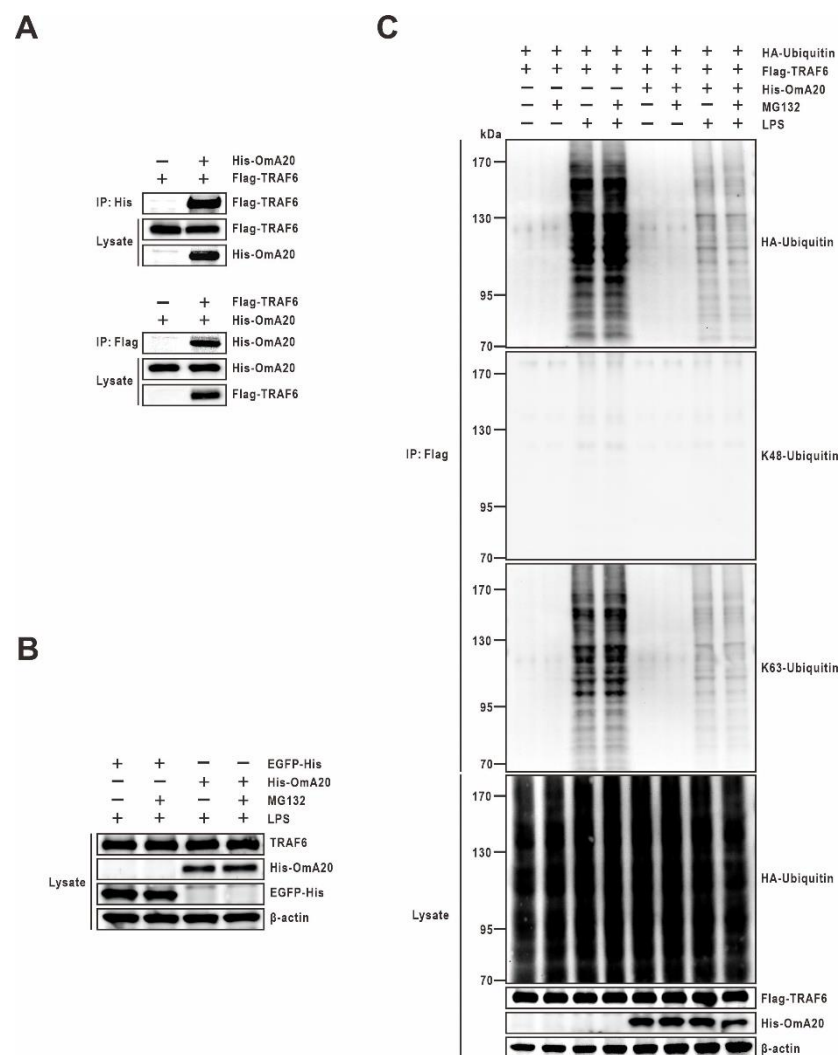 A
− + His-OmA20
+ + Flag-TRAF6
IP: His Flag-TRAF6
Lysate Flag-TRAF6
His-OmA20
− + Flag-TRAF6
+ + His-OmA20
IP: Flag His-OmA20
Lysate His-OmA20
Flag-TRAF6
B
+ + − − EGFP-His
− − + + His-OmA20
− + − + MG132
+ + + + LPS
Lysate TRAF6
His-OmA20
EGFP-His
β-actin
C
+ + + + + + + + HA-Ubiquitin
+ + + + + + + + Flag-TRAF6
− − − − + + + + His-OmA20
− + − + − + − + MG132
− − + + − − + + LPS
kDa
170
130
HA-Ubiquitin
95
70
170
130
IP: Flag K48-Ubiquitin
95
70
170
130
K63-Ubiquitin
95
70
170
130
HA-Ubiquitin
Lysate
95
70
Flag-TRAF6
His-OmA20
β-actin